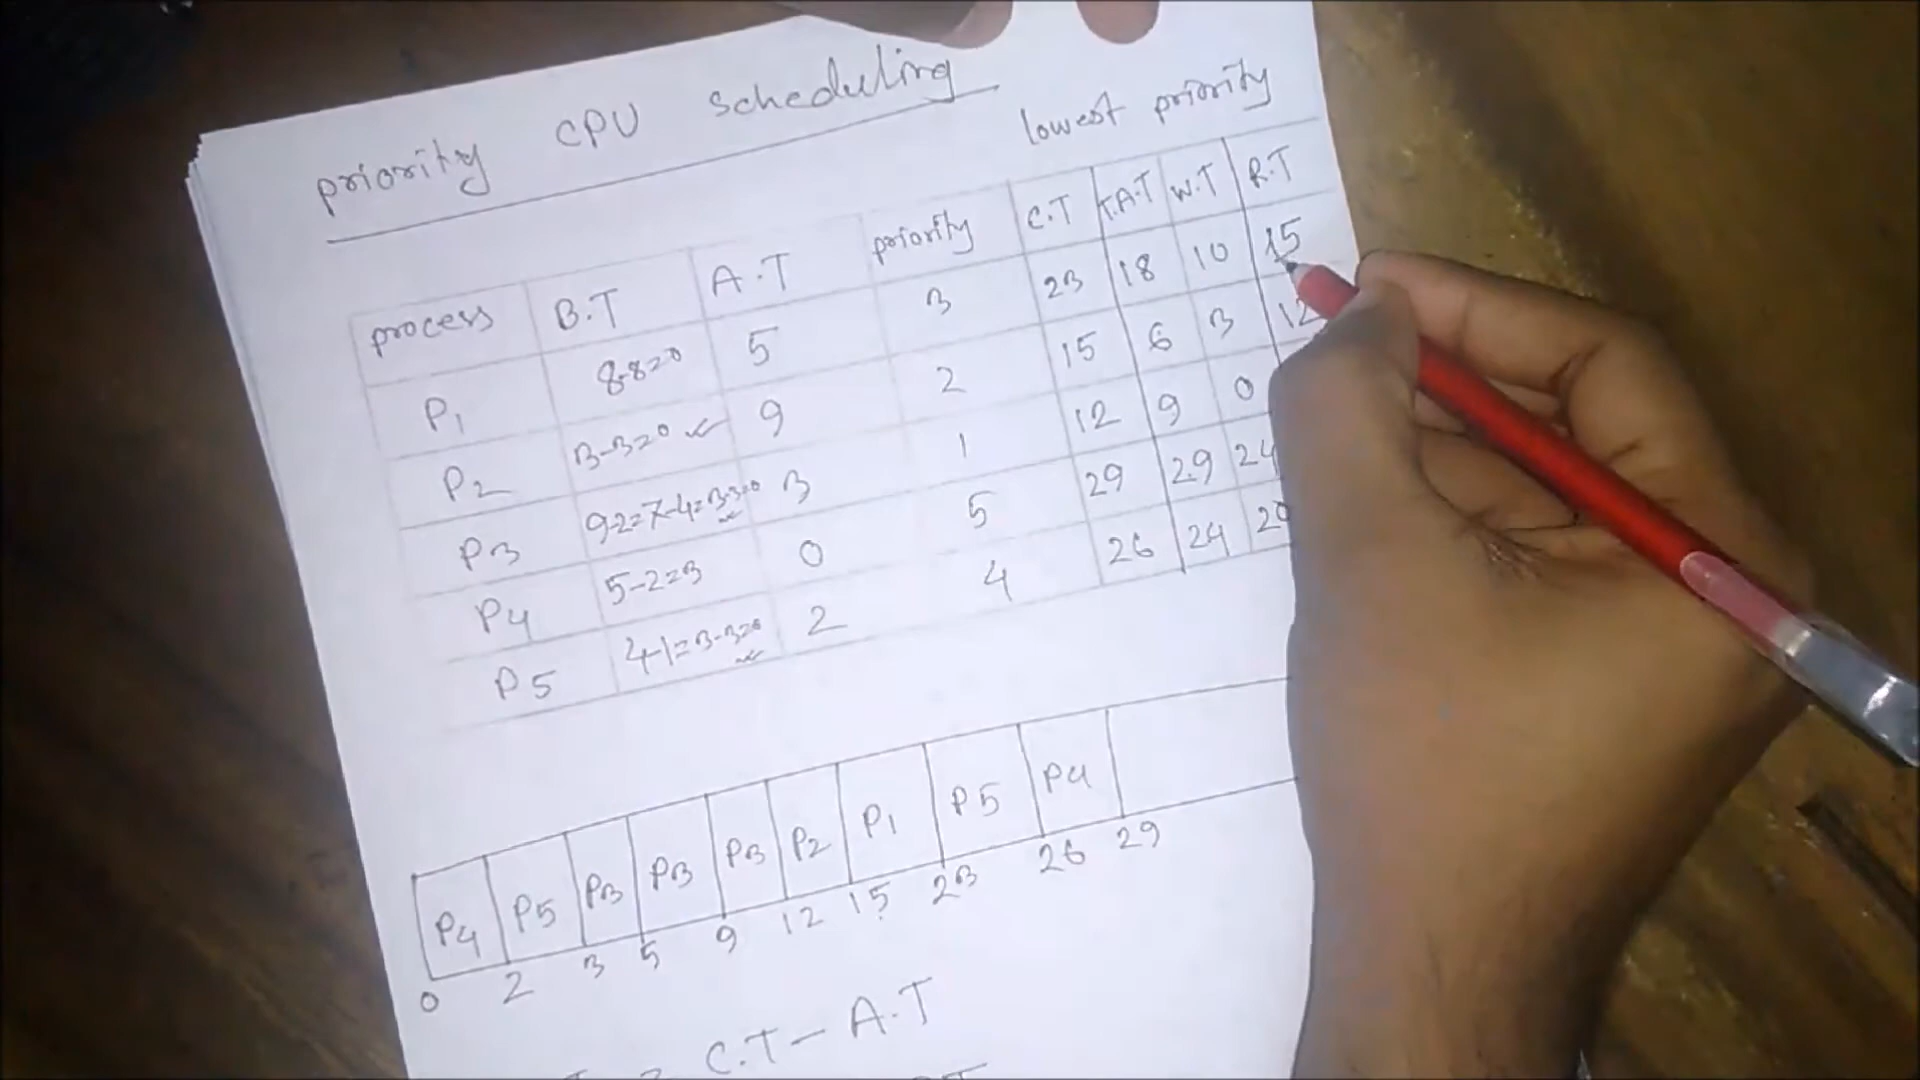 priority CPU scheduling
lowest priority
process B.T A.T priority C.T T.A.T W.T R.T
P1 8-8=0 5 3 23 18 10 15
P2 3-3=0 9 2 15 6 3 12
P3 9-2=7-4=3-3=0 3 1 12 9 0
P4 5-2=3 0 5 29 29 24
P5 4-1=3-3=0 2 4 26 24 20
P4 P5 P3 P3 P3 P2 P1 P5 P4
0 2 3 5 9 12 15 23 26 29
C.T - A.T